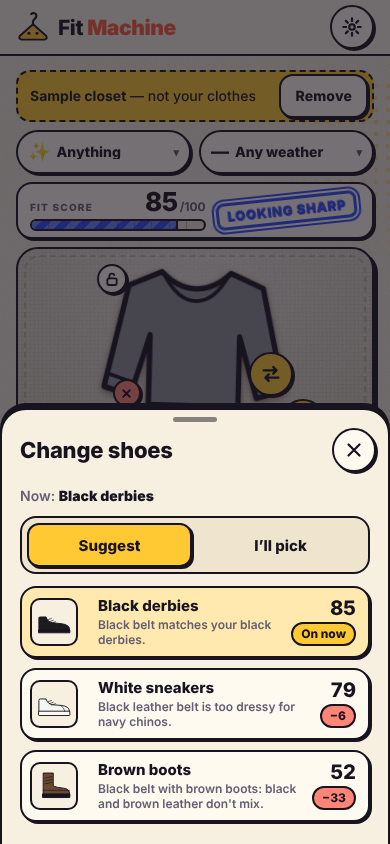 Fit Machine
Sample closet — not your clothes
Remove
✨ Anything ▾
— Any weather ▾
FIT SCORE
85/100
LOOKING SHARP
Change shoes
Now: Black derbies
Suggest
I'll pick
Black derbies
85
Black belt matches your black
derbies.
On now
White sneakers
79
Black leather belt is too dressy for
navy chinos.
−6
Brown boots
52
Black belt with brown boots: black
and brown leather don't mix.
−33